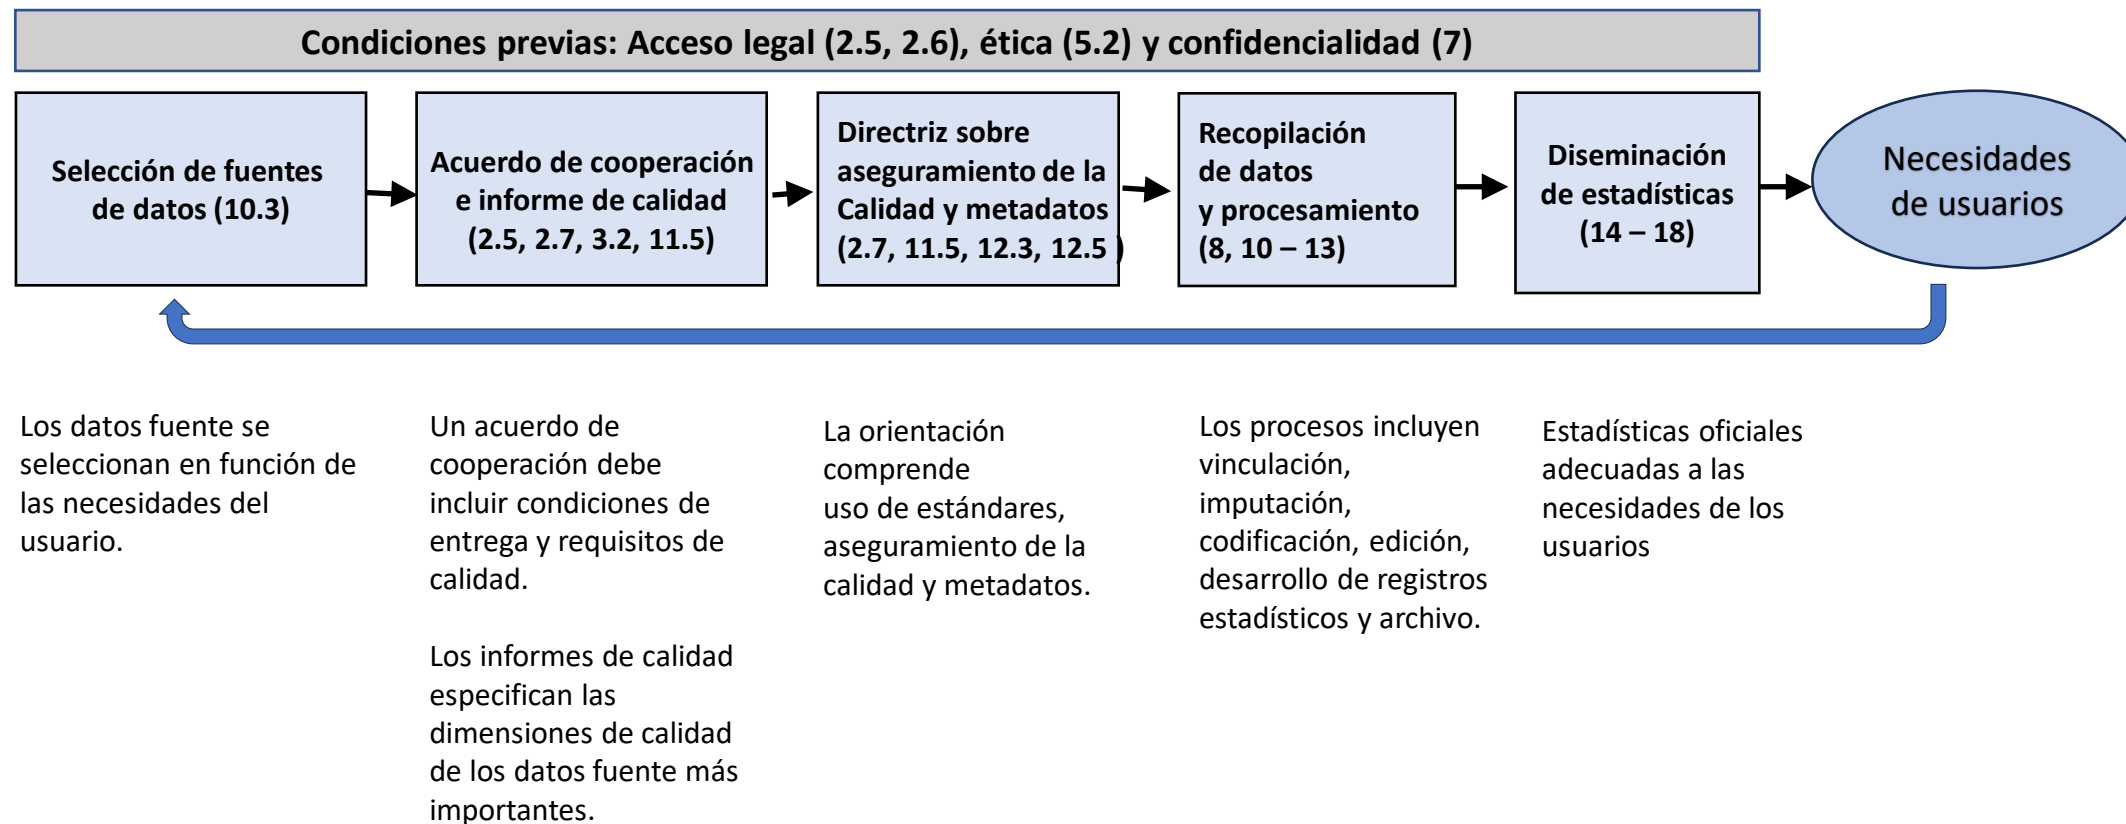 Condiciones previas: Acceso legal (2.5, 2.6), ética (5.2) y confidencialidad (7)
Selección de fuentes
de datos (10.3)
Acuerdo de cooperación
e informe de calidad
(2.5, 2.7, 3.2, 11.5)
Directriz sobre
aseguramiento de la
Calidad y metadatos
(2.7, 11.5, 12.3, 12.5 )
Recopilación
de datos
y procesamiento
(8, 10 – 13)
Diseminación
de estadísticas
(14 – 18)
Necesidades
de usuarios
Los datos fuente se
seleccionan en función de
las necesidades del
usuario.
Un acuerdo de
cooperación debe
incluir condiciones de
entrega y requisitos de
calidad.
Los informes de calidad
especifican las
dimensiones de calidad
de los datos fuente más
importantes.
La orientación
comprende
uso de estándares,
aseguramiento de la
calidad y metadatos.
Los procesos incluyen
vinculación,
imputación,
codificación, edición,
desarrollo de registros
estadísticos y archivo.
Estadísticas oficiales
adecuadas a las
necesidades de los
usuarios